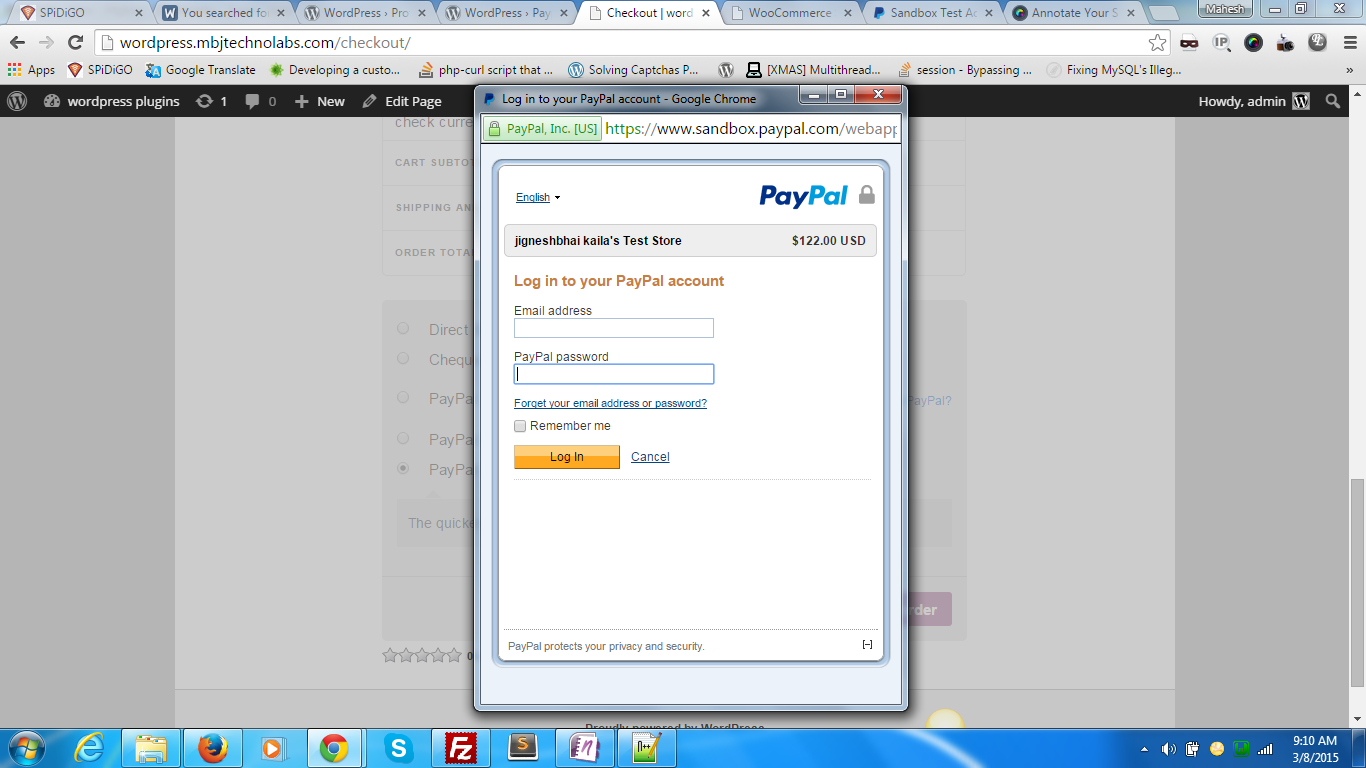 SPiDiGO
You searched fo
WordPress › Pro
WordPress › Pay
Checkout | word
WooCommerce
Sandbox Test Ac
Annotate Your S
Mahesh
wordpress.mbjtechnolabs.com/checkout/
Apps
SPiDiGO
Google Translate
Developing a custo...
php-curl script that ...
Solving Captchas P...
[XMAS] Multithread...
session - Bypassing ...
Fixing MySQL's Illeg...
»
wordpress plugins
1
0
New
Edit Page
Howdy, admin
Log in to your PayPal account - Google Chrome
PayPal, Inc. [US]
https://www.sandbox.paypal.com/webapp
check curre
CART SUBTO
SHIPPING AN
ORDER TOTA
English
PayPal
jigneshbhai kaila's Test Store
$122.00 USD
Log in to your PayPal account
Email address
PayPal password
Forget your email address or password?
Remember me
Log In
Cancel
PayPal protects your privacy and security.
[-]
Direct
Chequ
PayPa
PayPal?
PayPa
PayPa
The quicke
rder
0
Proudly powered by WordPress
9:10 AM
3/8/2015